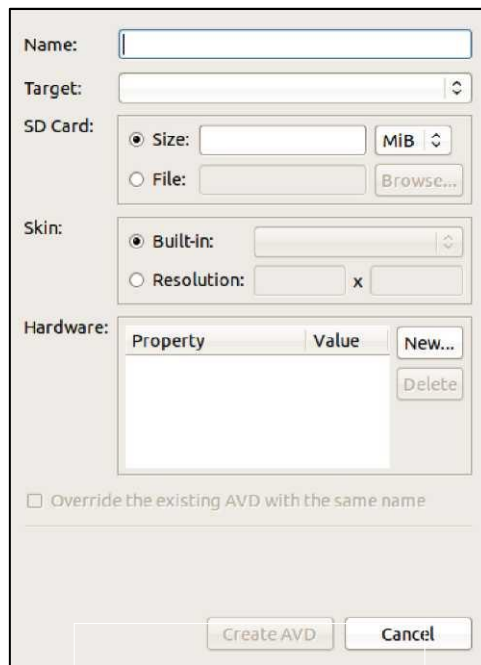 Name:
Target:
SD Card:
Size: MiB
File: Browse...
Skin:
Built-in:
Resolution: x
Hardware:
Property Value New...
Delete
Override the existing AVD with the same name
Create AVD Cancel